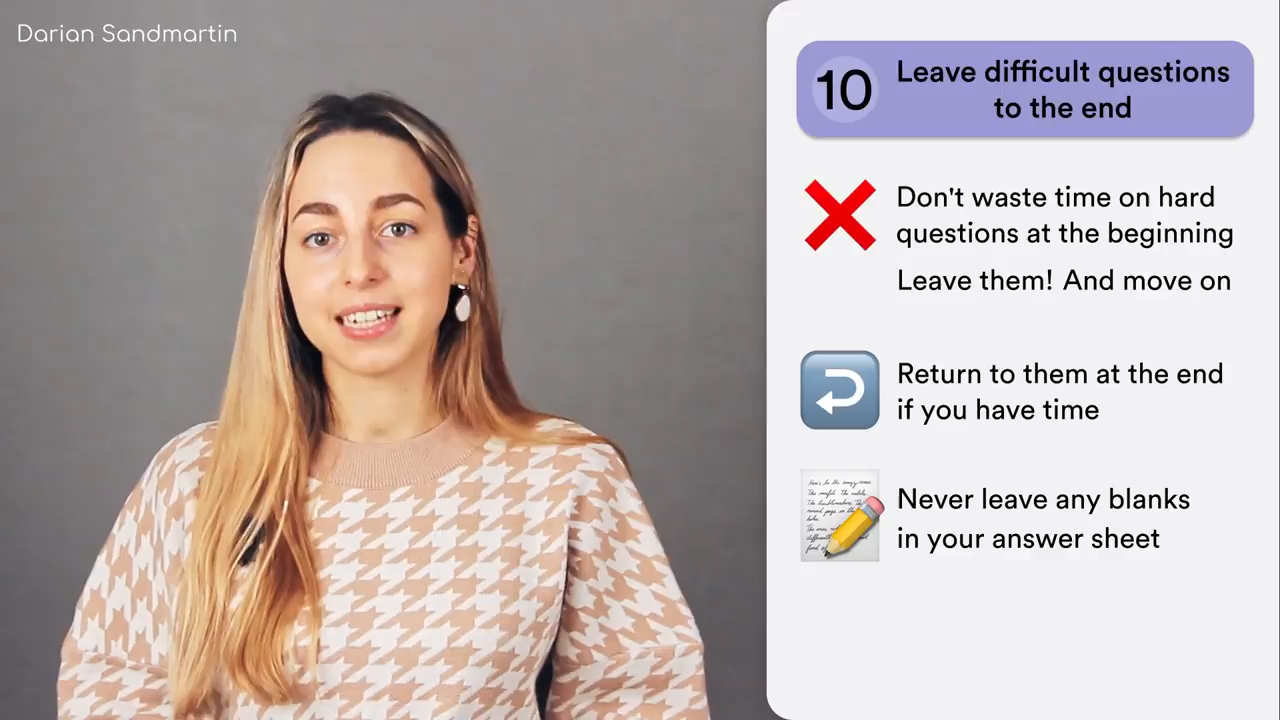 Darian Sandmartin
10
Leave difficult questions
to the end
Don't waste time on hard
questions at the beginning
Leave them! And move on
Return to them at the end
if you have time
Never leave any blanks
in your answer sheet